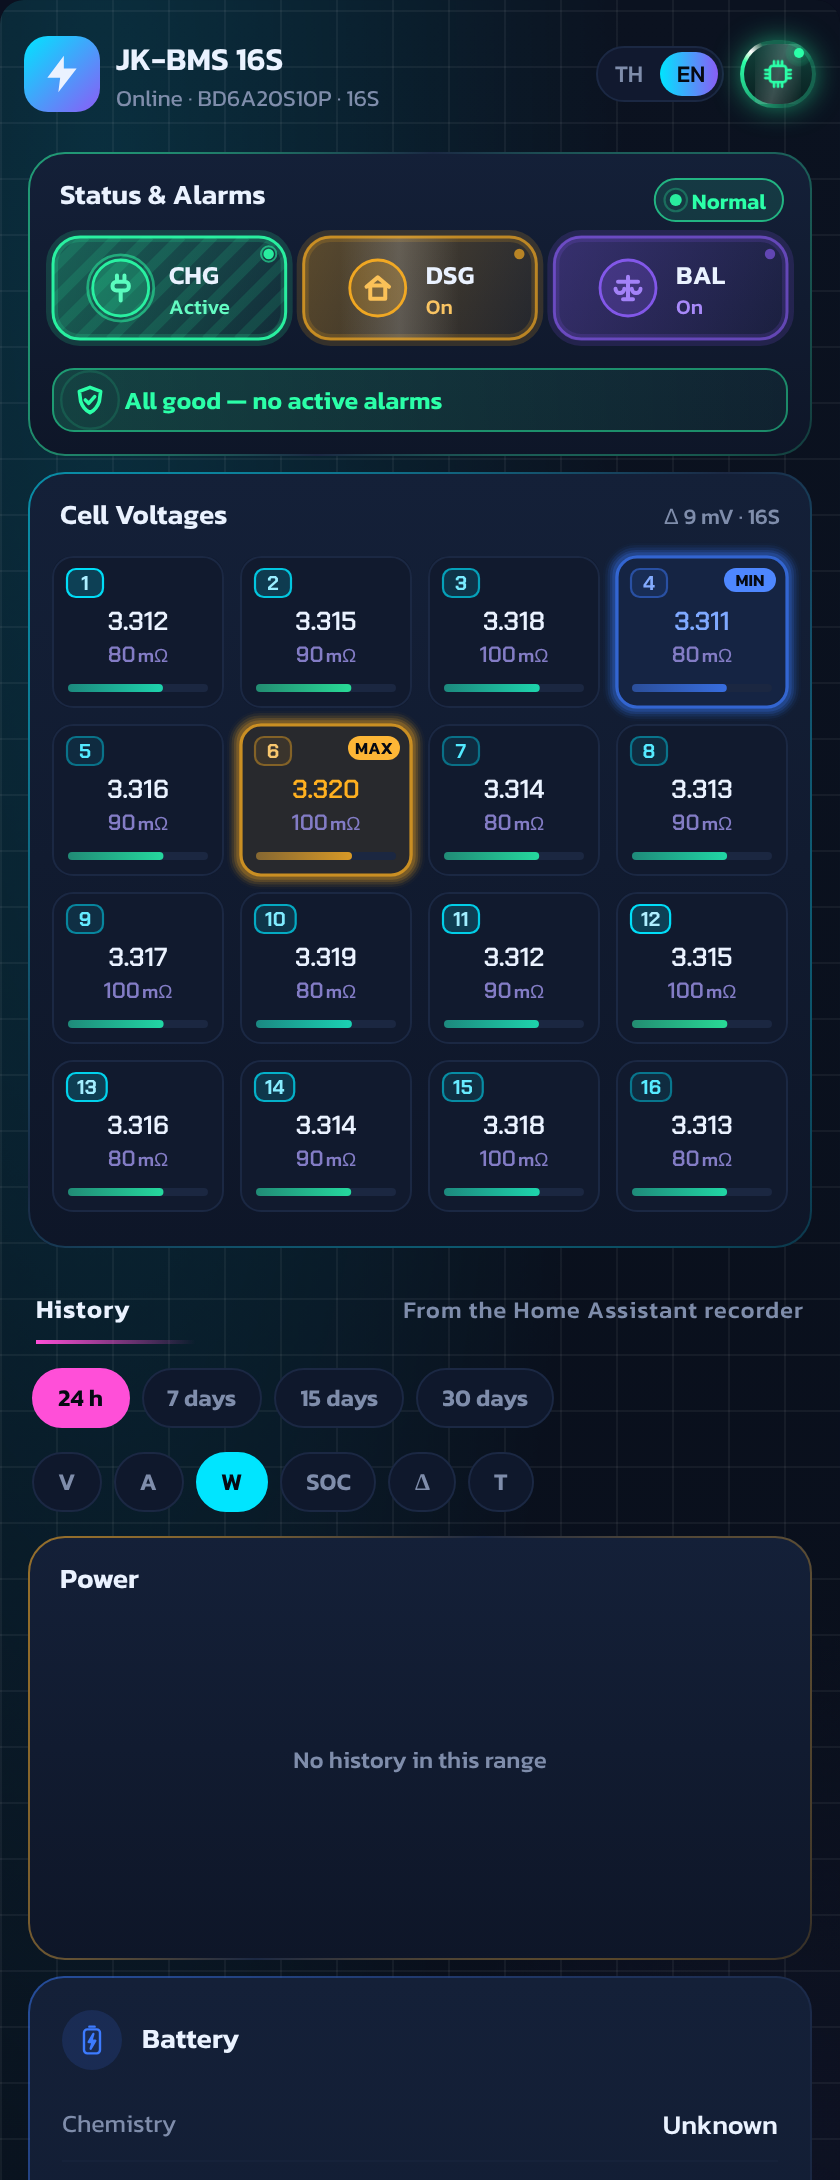 JK-BMS 16S
Online · BD6A20S10P · 16S
TH EN
Status & Alarms
Normal
CHG
Active
DSG
On
BAL
On
All good — no active alarms
Cell Voltages
Δ 9 mV · 16S
1
3.312
80 mΩ
2
3.315
90 mΩ
3
3.318
100 mΩ
4 MIN
3.311
80 mΩ
5
3.316
90 mΩ
6 MAX
3.320
100 mΩ
7
3.314
80 mΩ
8
3.313
90 mΩ
9
3.317
100 mΩ
10
3.319
80 mΩ
11
3.312
90 mΩ
12
3.315
100 mΩ
13
3.316
80 mΩ
14
3.314
90 mΩ
15
3.318
100 mΩ
16
3.313
80 mΩ
History
From the Home Assistant recorder
24 h 7 days 15 days 30 days
V A W SOC Δ T
Power
No history in this range
Battery
Chemistry Unknown